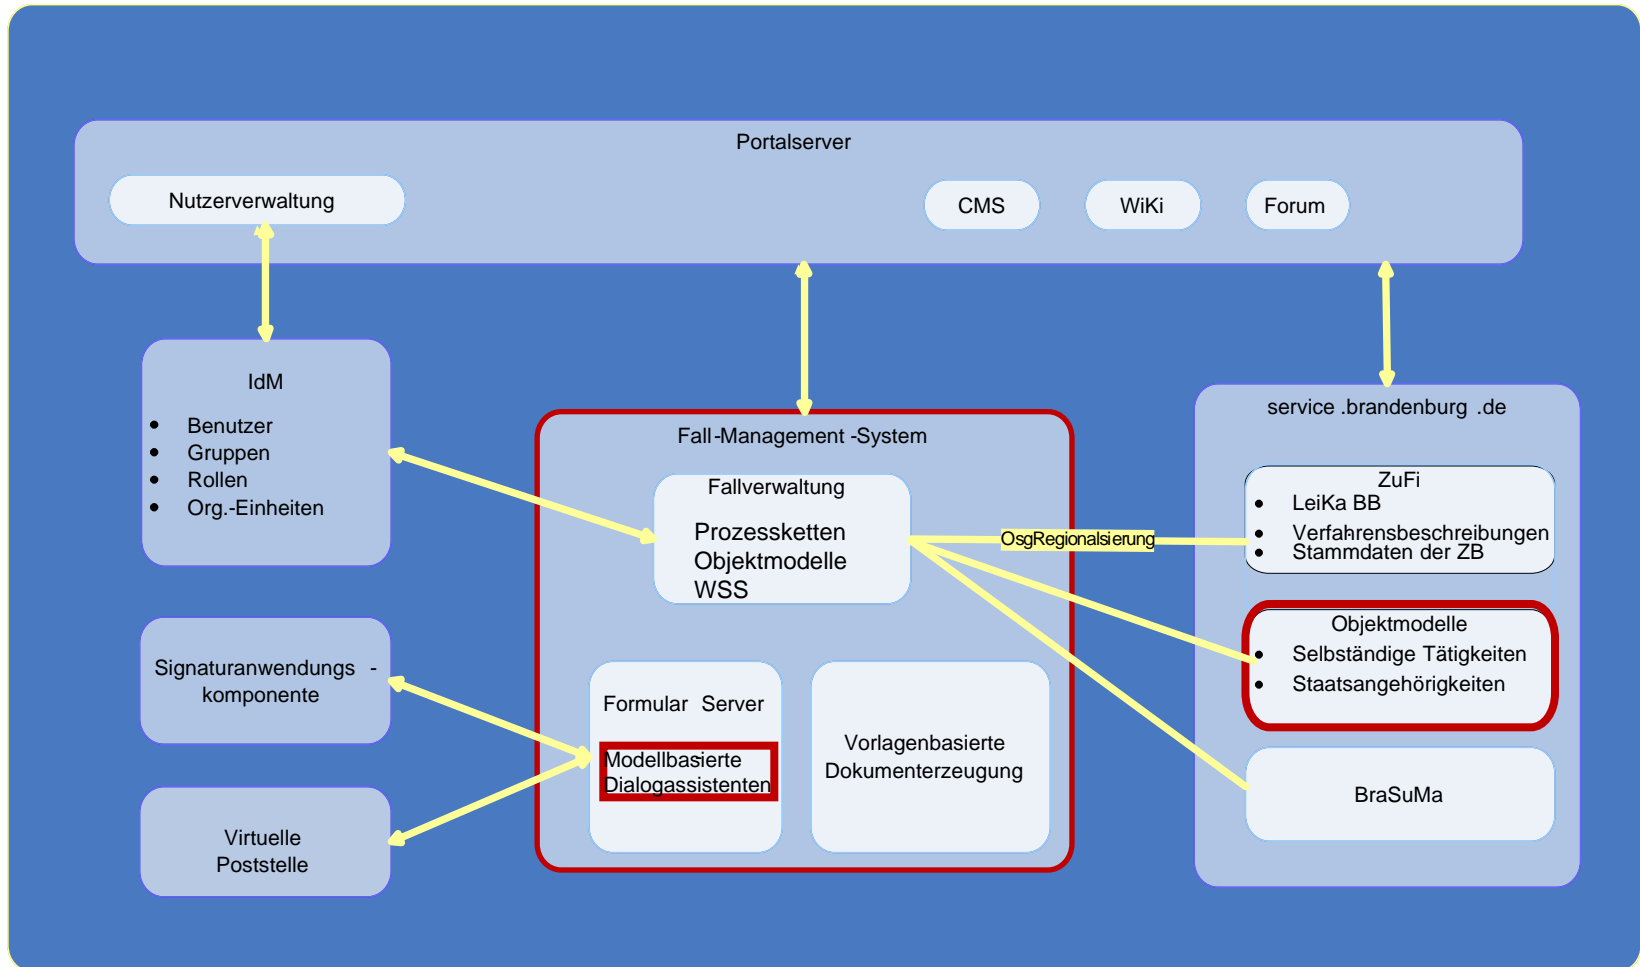 Portalserver
Nutzerverwaltung
CMS
WiKi
Forum
IdM
• Benutzer
• Gruppen
• Rollen
• Org.-Einheiten
Signaturanwendungs -
komponente
Virtuelle
Poststelle
Fall-Management -System
Fallverwaltung
Prozessketten
Objektmodelle
WSS
Formular Server
Modellbasierte
Dialogassistenten
Vorlagenbasierte
Dokumenterzeugung
OsgRegionalsierung
service .brandenburg .de
ZuFi
• LeiKa BB
• Verfahrensbeschreibungen
• Stammdaten der ZB
Objektmodelle
• Selbständige Tätigkeiten
• Staatsangehörigkeiten
BraSuMa